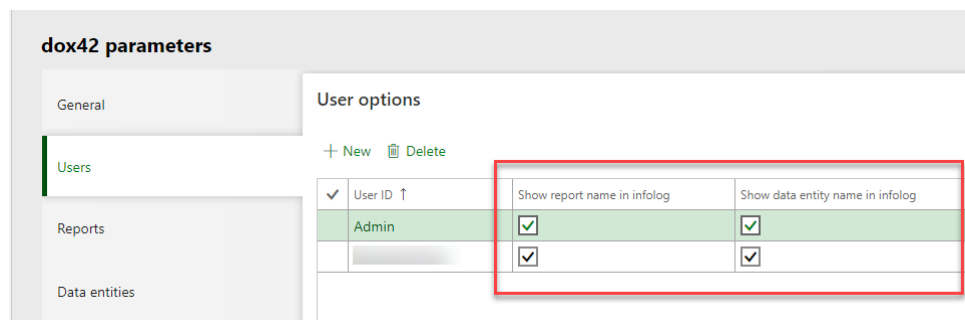 dox42 parameters
General
Users
Reports
Data entities
User options
New Delete
User ID ↑ Show report name in infolog Show data entity name in infolog
Admin